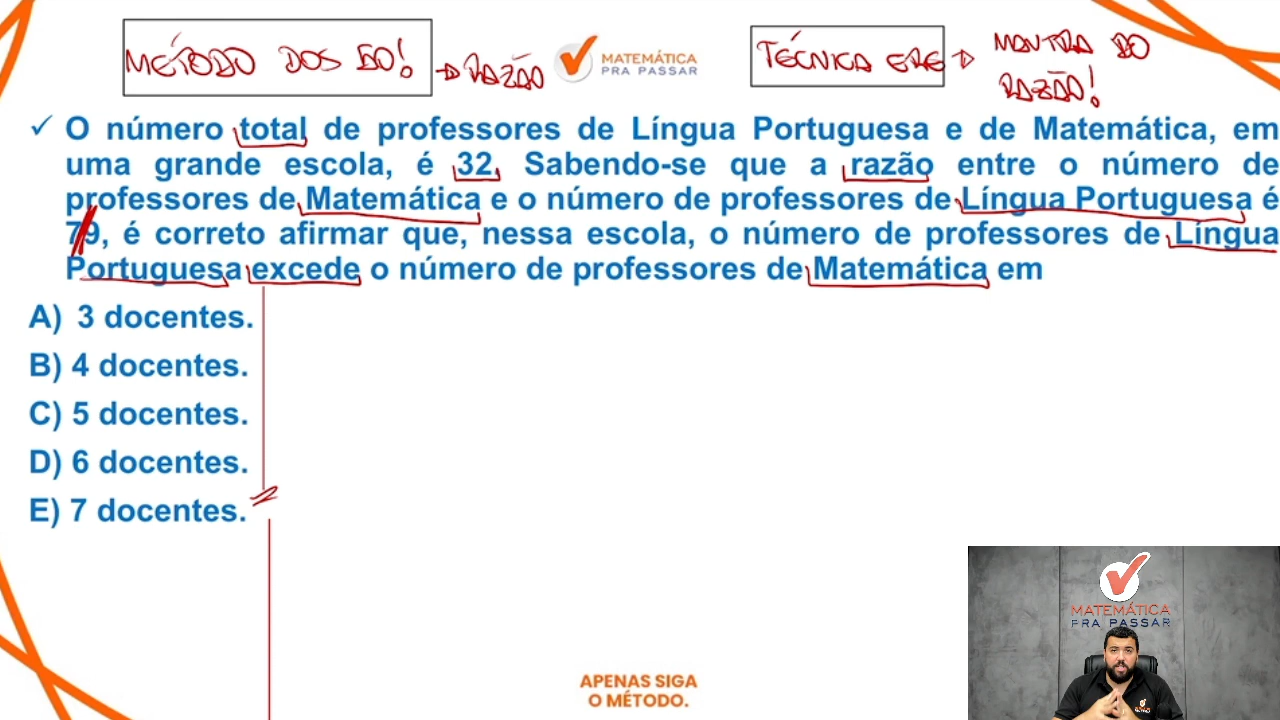 MÉTODO DOS 50! → RAZÃO
MATEMÁTICA
PRA PASSAR
TÉCNICA → MANTRA DO
RAZÃO!
✓ O número total de professores de Língua Portuguesa e de Matemática, em
uma grande escola, é 32. Sabendo-se que a razão entre o número de
professores de Matemática e o número de professores de Língua Portuguesa é
7/9, é correto afirmar que, nessa escola, o número de professores de Língua
Portuguesa excede o número de professores de Matemática em
A) 3 docentes.
B) 4 docentes.
C) 5 docentes.
D) 6 docentes.
E) 7 docentes.
MATEMÁTICA
PRA PASSAR
APENAS SIGA
O MÉTODO.